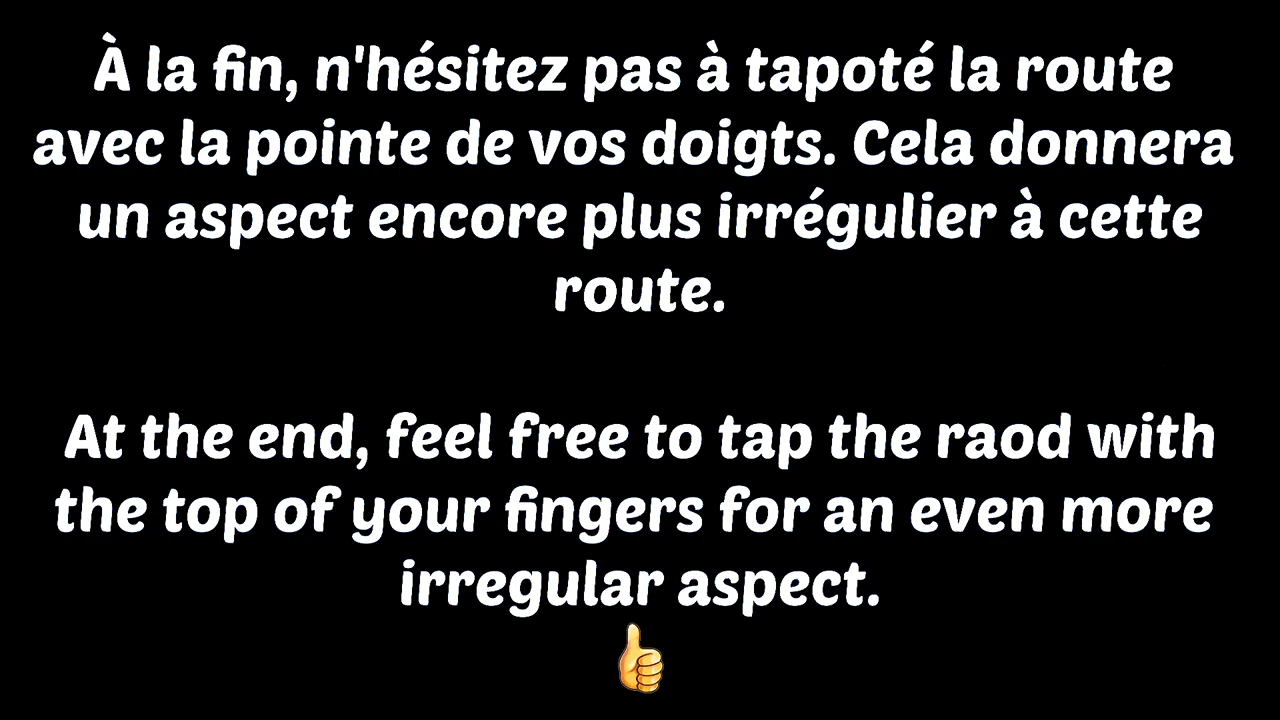 À la fin, n'hésitez pas à tapoté la route
avec la pointe de vos doigts. Cela donnera
un aspect encore plus irrégulier à cette
route.
At the end, feel free to tap the raod with
the top of your fingers for an even more
irregular aspect.
👍